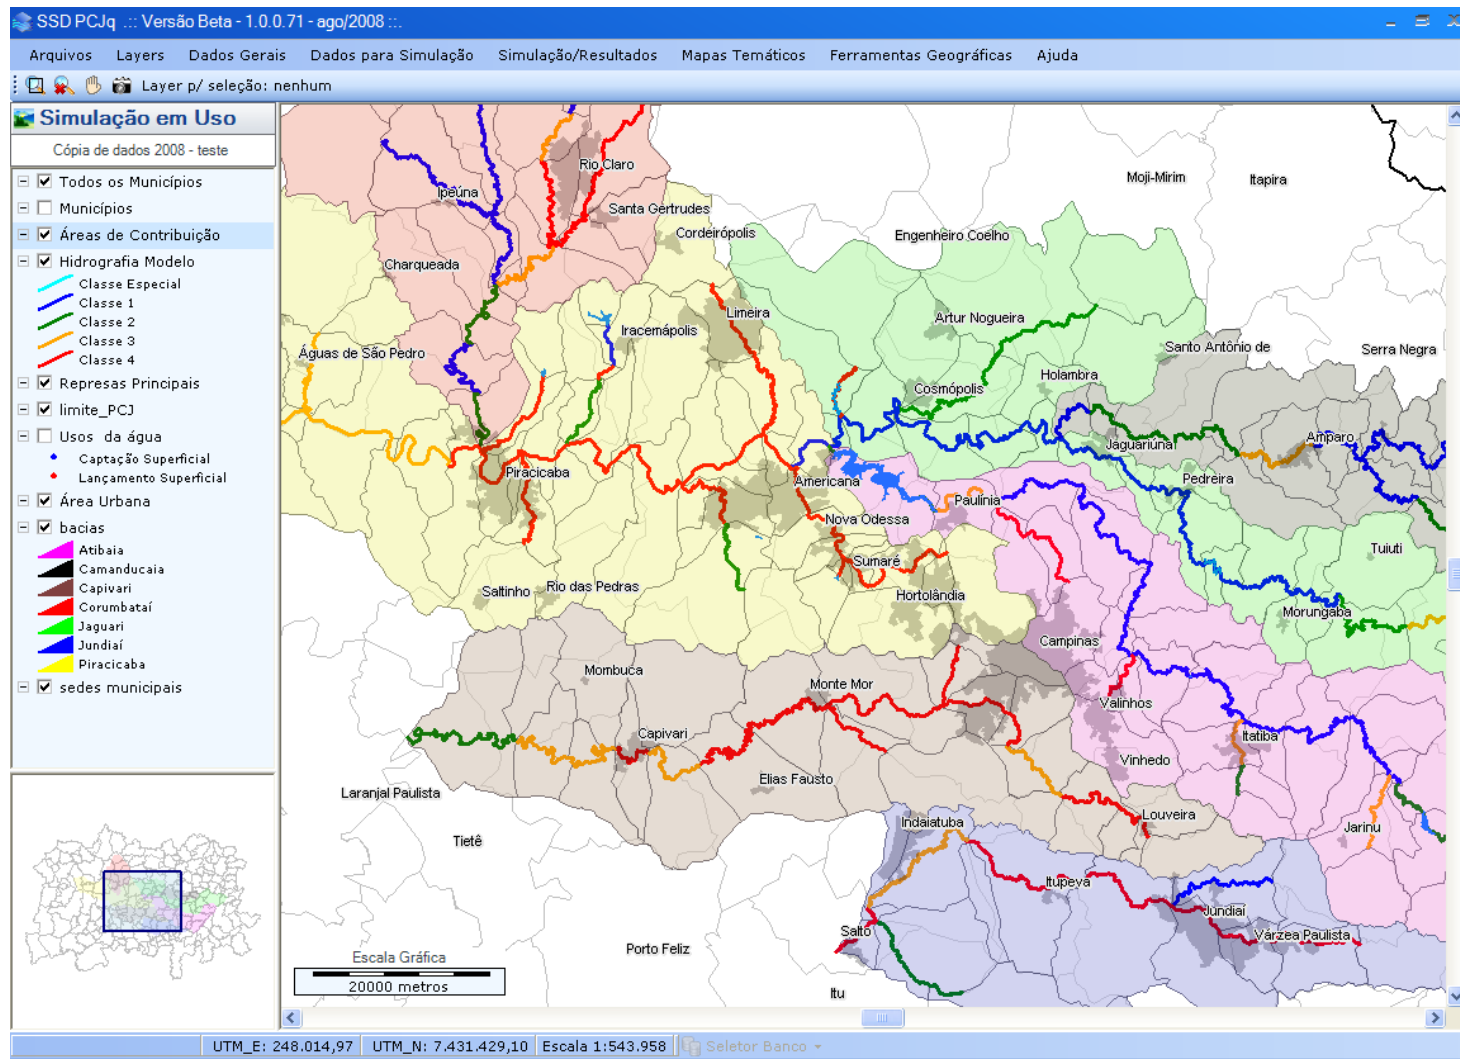 SSD PCJq .:: Versão Beta - 1.0.0.71 - ago/2008 ::.
Arquivos Layers Dados Gerais Dados para Simulação Simulação/Resultados Mapas Temáticos Ferramentas Geográficas Ajuda
Layer p/ seleção: nenhum
Simulação em Uso
Cópia de dados 2008 - teste
Todos os Municípios
Municípios
Áreas de Contribuição
Hidrografia Modelo
Classe Especial
Classe 1
Classe 2
Classe 3
Classe 4
Represas Principais
limite_PCJ
Usos da água
Captação Superficial
Lançamento Superficial
Área Urbana
bacias
Atibaia
Camanducaia
Capivari
Corumbataí
Jaguari
Jundiaí
Piracicaba
sedes municipais
Rio Claro
Moji-Mirim
Itapira
Ipeúna
Santa Gertrudes
Cordeirópolis
Engenheiro Coelho
Charqueada
Limeira
Artur Nogueira
Iracemápolis
Águas de São Pedro
Santo Antônio de
Serra Negra
Holambra
Cosmópolis
Jaguariúna
Amparo
Piracicaba
Americana
Pedreira
Paulínia
Nova Odessa
Tuiuti
Sumaré
Saltinho
Rio das Pedras
Hortolândia
Morungaba
Campinas
Mombuca
Monte Mor
Valinhos
Capivari
Itatiba
Vinhedo
Elias Fausto
Laranjal Paulista
Louveira
Indaiatuba
Jarinu
Tietê
Itupeva
Jundiaí
Salto
Várzea Paulista
Porto Feliz
Itu
Escala Gráfica
20000 metros
UTM_E: 248.014,97 UTM_N: 7.431.429,10 Escala 1:543.958 Seletor Banco